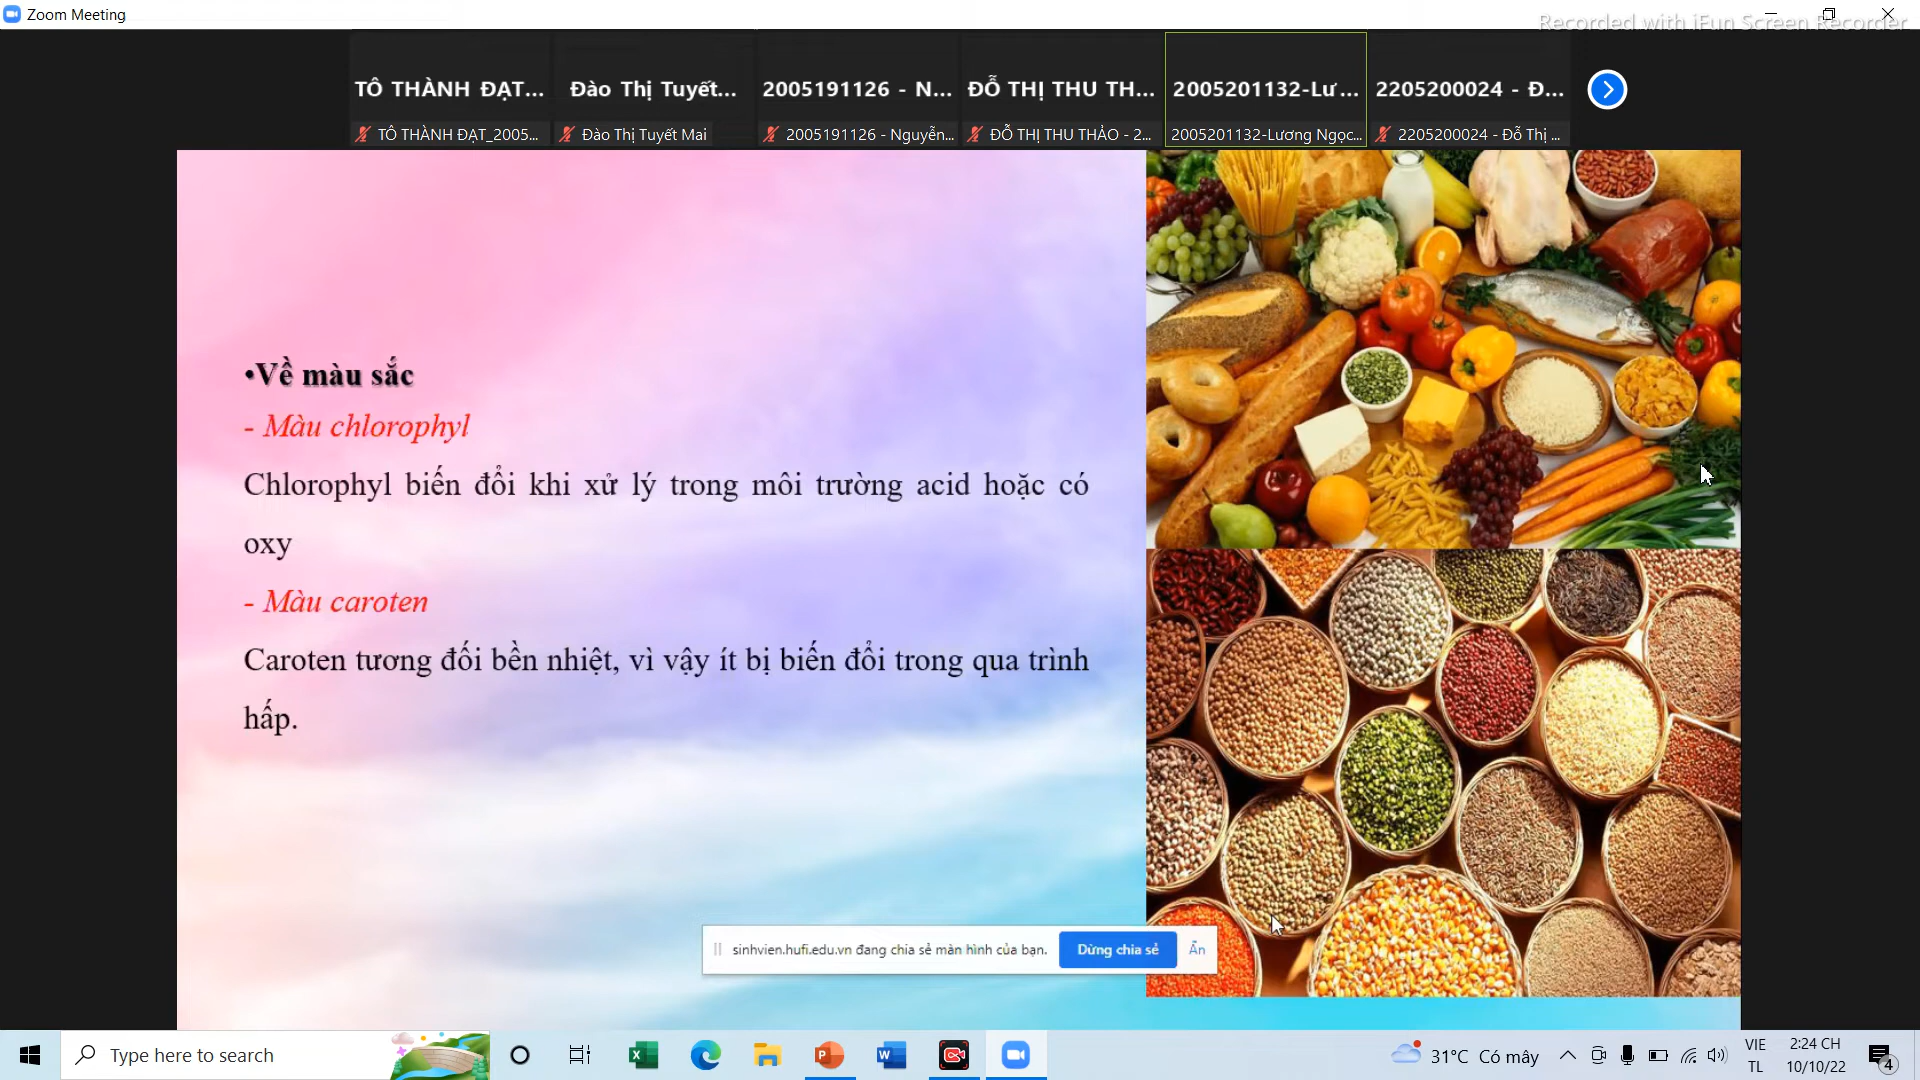 Zoom Meeting
Recorded with iFun Screen Recorder
TÔ THÀNH ĐẠT...
Đào Thị Tuyết...
2005191126 - N...
ĐỖ THỊ THU TH...
2005201132-Lư...
2205200024 - Đ...
TÔ THÀNH ĐẠT_2005...
Đào Thị Tuyết Mai
2005191126 - Nguyễn...
ĐỖ THỊ THU THẢO - 2...
2005201132-Lương Ngọc...
2205200024 - Đỗ Thị ...
•Về màu sắc
- Màu chlorophyl
Chlorophyl biến đổi khi xử lý trong môi trường acid hoặc có
oxy
- Màu caroten
Caroten tương đối bền nhiệt, vì vậy ít bị biến đổi trong qua trình
hấp.
sinhvien.hufi.edu.vn đang chia sẻ màn hình của bạn.
Dừng chia sẻ
Ẩn
Type here to search
31°C Có mây
VIE
TL
2:24 CH
10/10/22
4